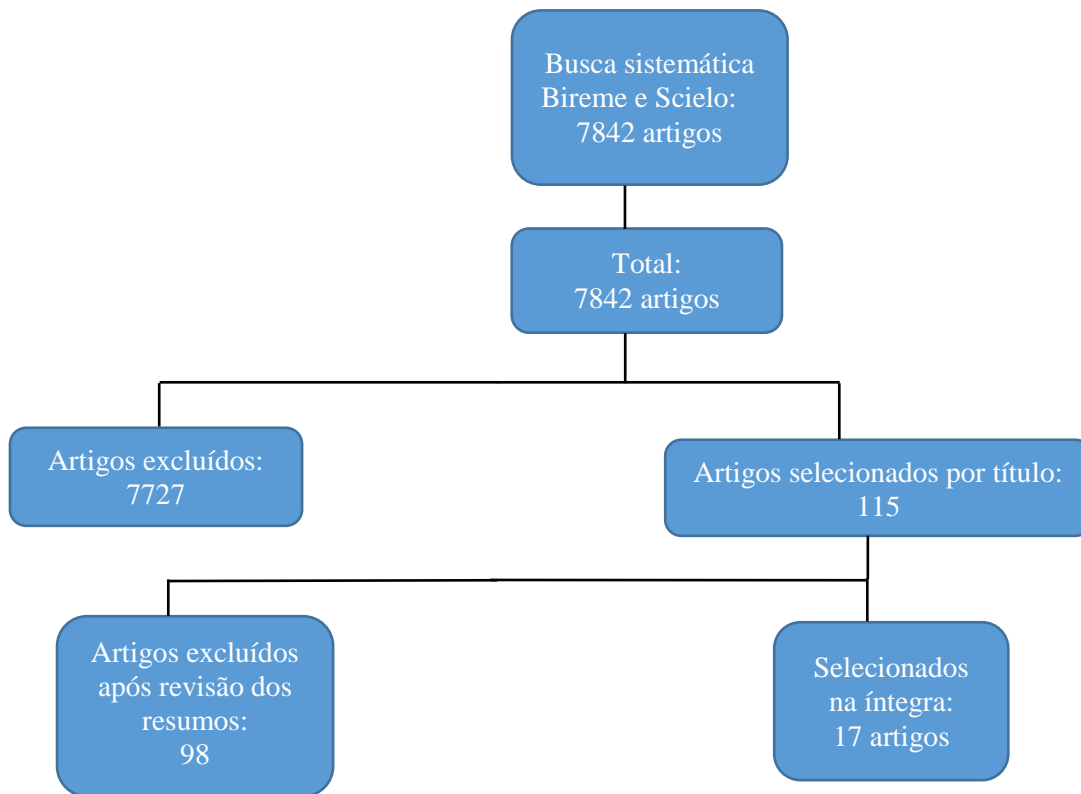 Busca sistemática
Bireme e Scielo:
7842 artigos
Total:
7842 artigos
Artigos excluídos:
7727
Artigos selecionados por título:
115
Artigos excluídos
após revisão dos
resumos:
98
Selecionados
na íntegra:
17 artigos